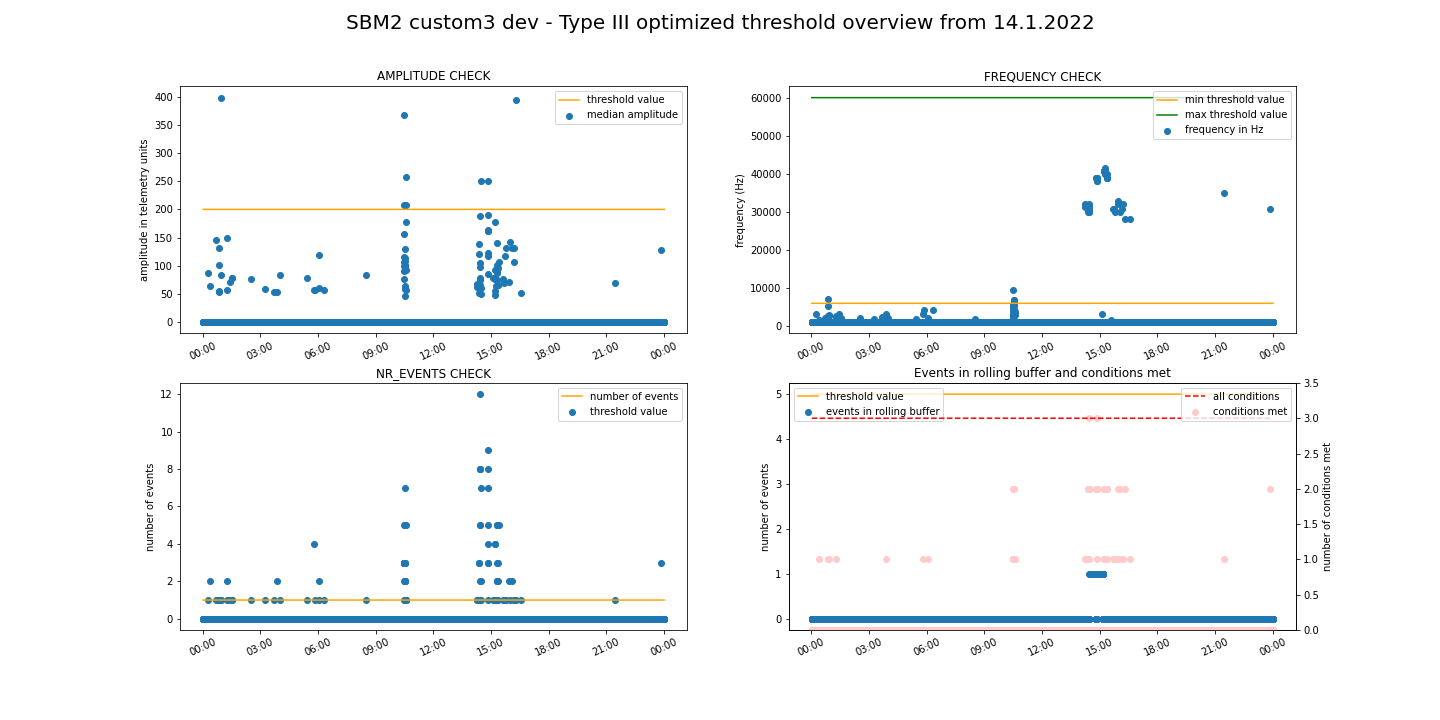 SBM2 custom3 dev - Type III optimized threshold overview from 14.1.2022
AMPLITUDE CHECK
amplitude in telemetry units
400
350
300
250
200
150
100
50
0
threshold value
median amplitude
00:00 03:00 06:00 09:00 12:00 15:00 18:00 21:00 00:00
FREQUENCY CHECK
frequency (Hz)
60000
50000
40000
30000
20000
10000
0
min threshold value
max threshold value
frequency in Hz
00:00 03:00 06:00 09:00 12:00 15:00 18:00 21:00 00:00
NR_EVENTS CHECK
number of events
12
10
8
6
4
2
0
number of events
threshold value
00:00 03:00 06:00 09:00 12:00 15:00 18:00 21:00 00:00
Events in rolling buffer and conditions met
number of events
5
4
3
2
1
0
threshold value
events in rolling buffer
all conditions
conditions met
3.5
3.0
2.5
2.0
1.5
1.0
0.5
0.0
number of conditions met
00:00 03:00 06:00 09:00 12:00 15:00 18:00 21:00 00:00